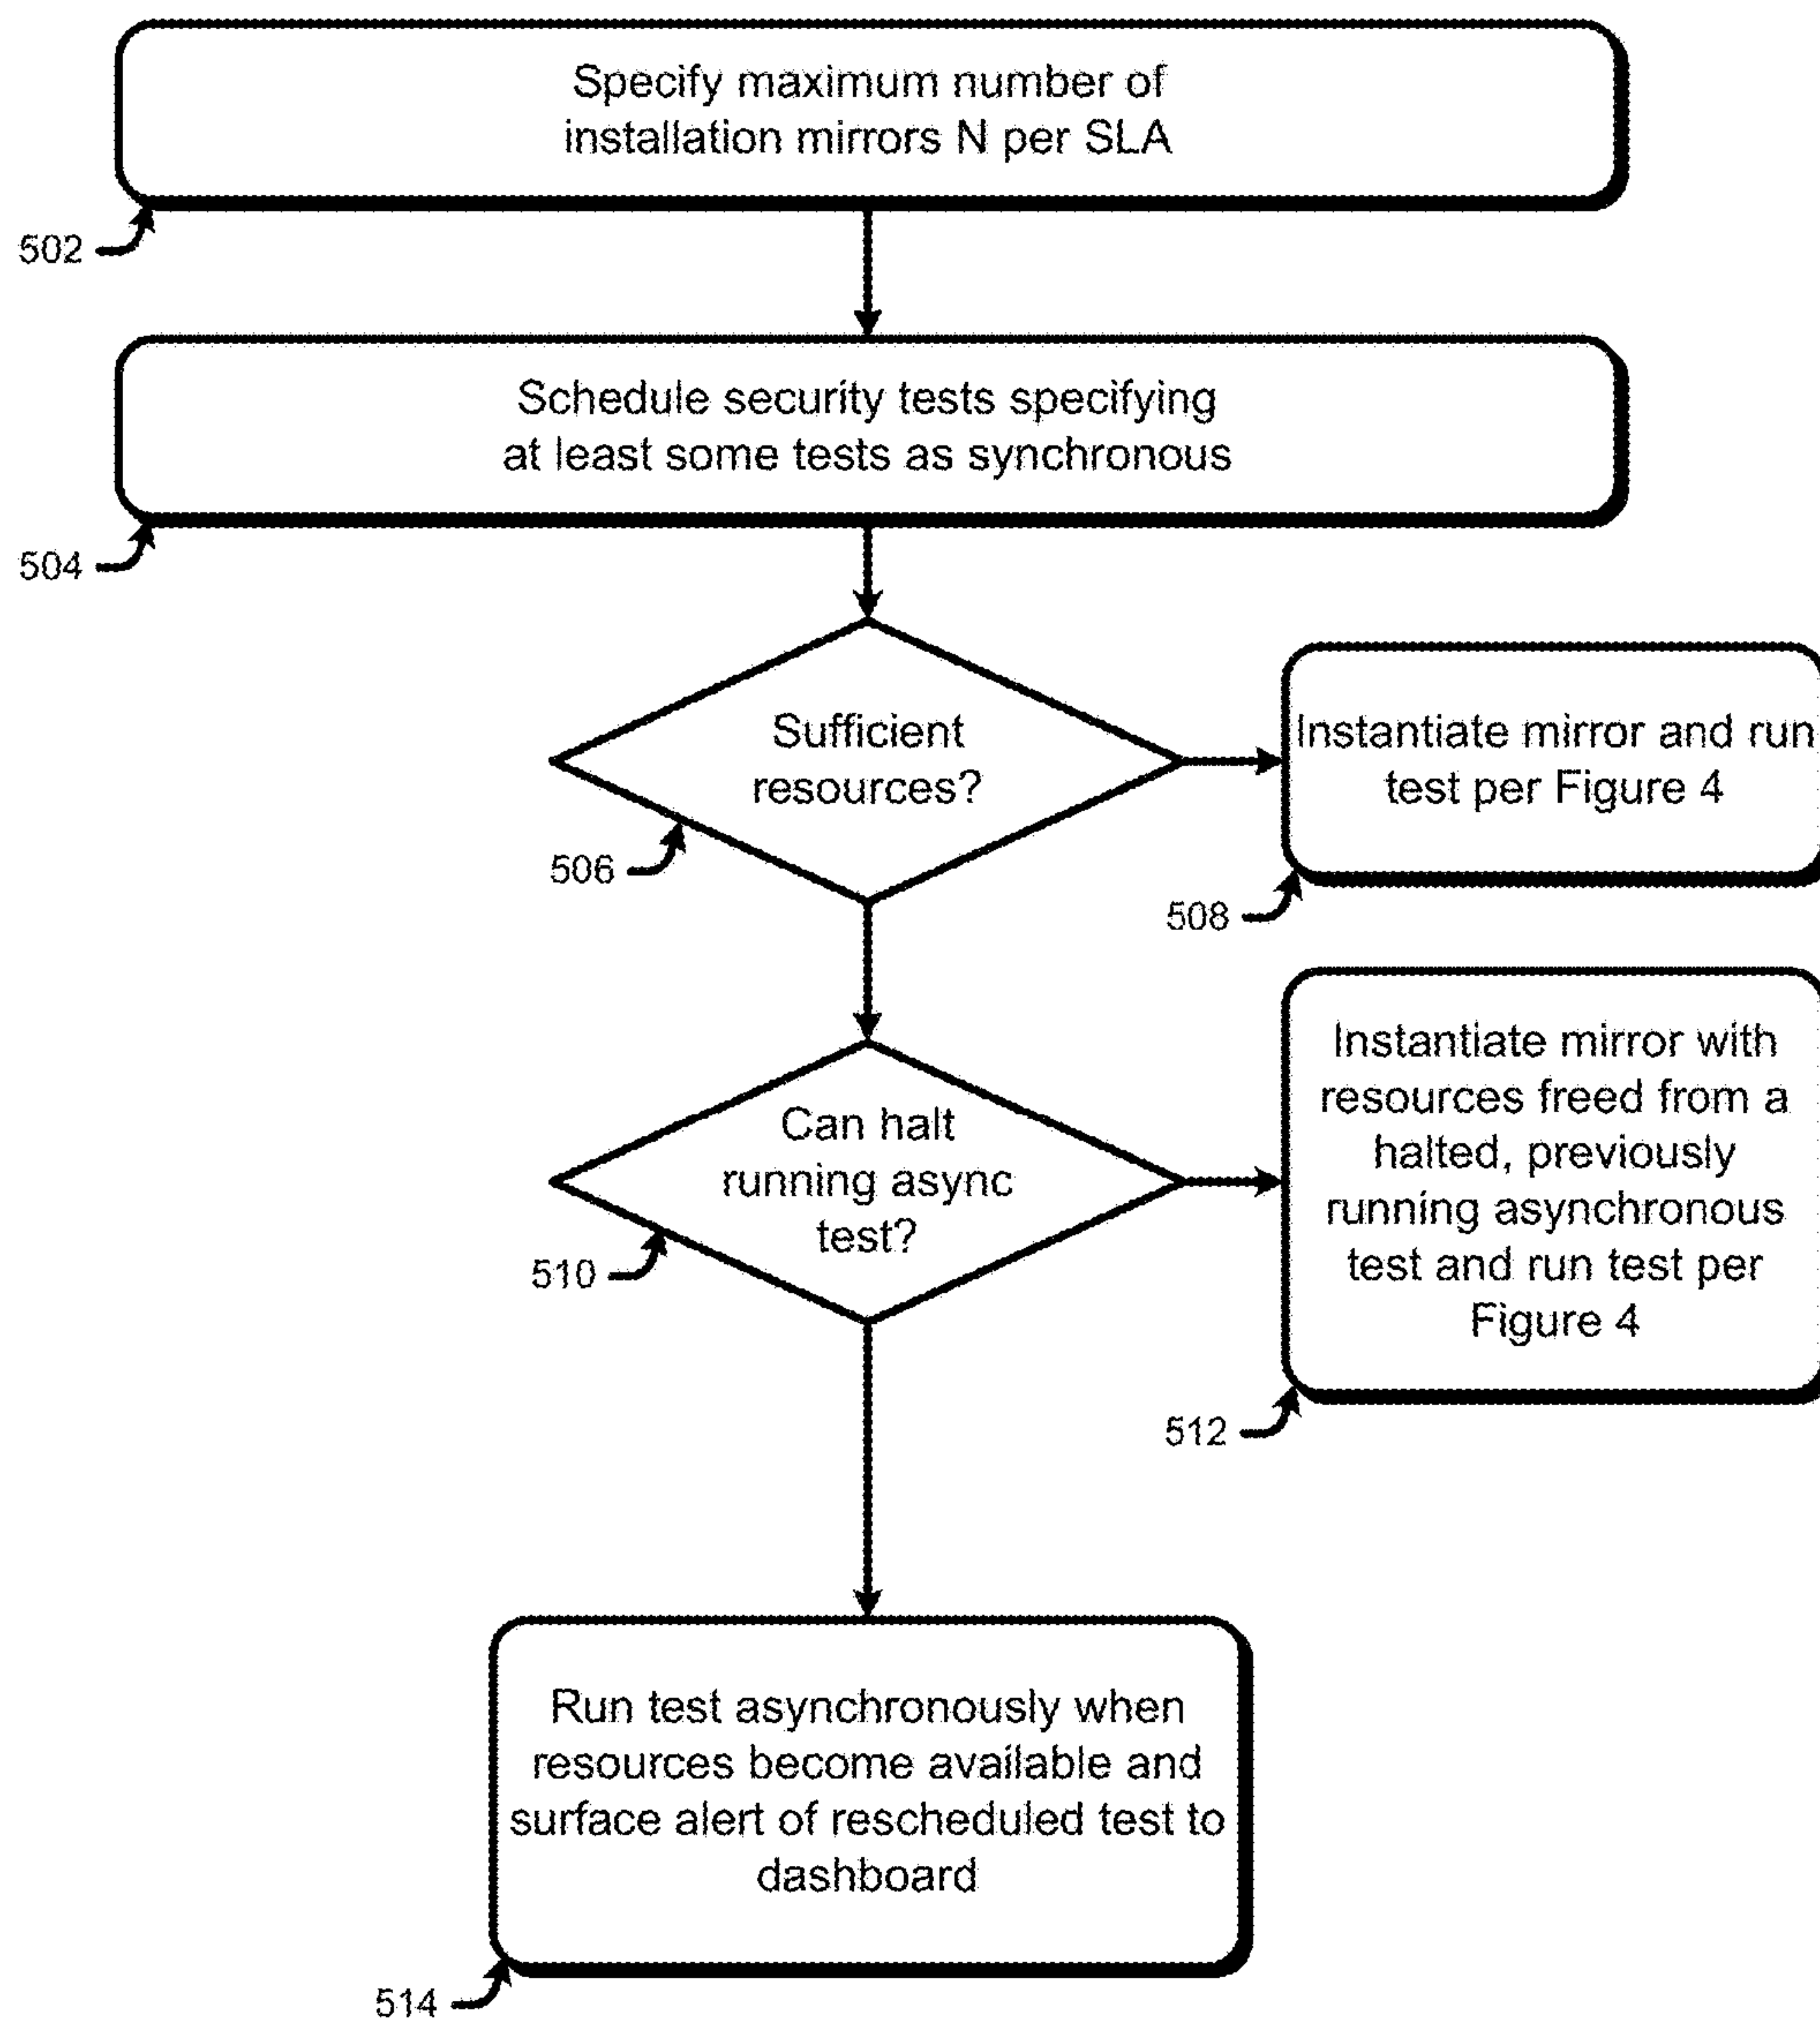 Specify maximum number of
installation mirrors N per SLA
502
Schedule security tests specifying
at least some tests as synchronous
504
Sufficient
resources?
506
Instantiate mirror and run
test per Figure 4
508
Can halt
running async
test?
510
Instantiate mirror with
resources freed from a
halted, previously
running asynchronous
test and run test per
Figure 4
512
Run test asynchronously when
resources become available and
surface alert of rescheduled test to
dashboard
514